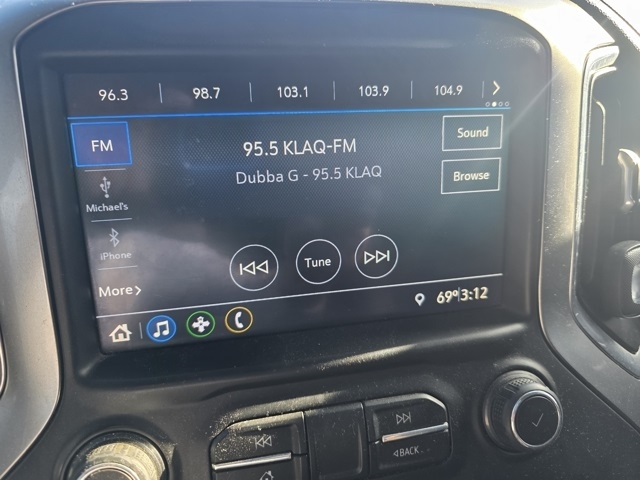 96.3 98.7 103.1 103.9 104.9
FM
95.5 KLAQ-FM
Sound
Dubba G - 95.5 KLAQ
Browse
Michael's
iPhone
Tune
More
69° 3:12
BACK